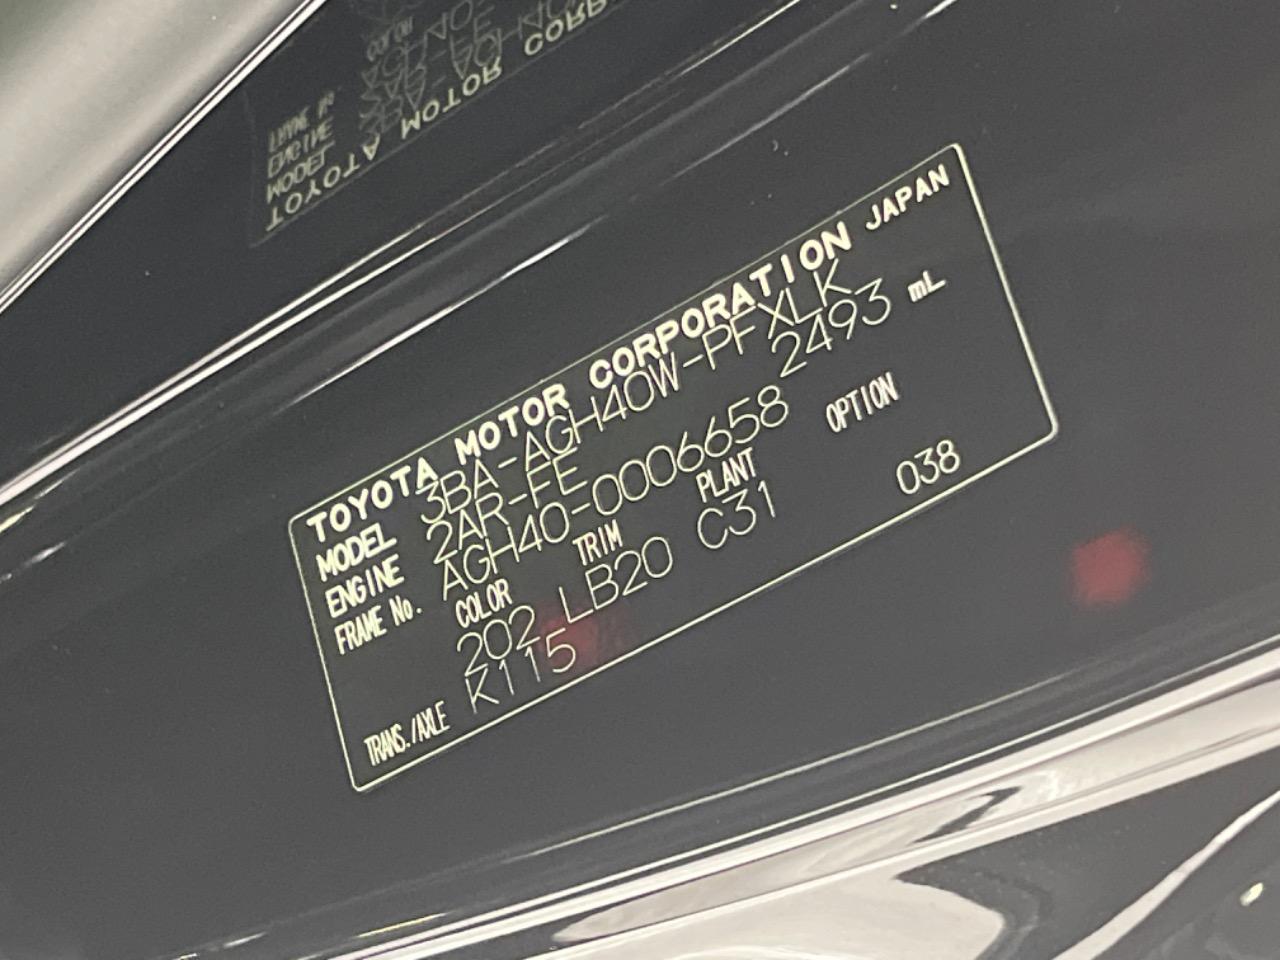 TOYOTA MOTOR CORPORATION JAPAN
MODEL 3BA-AGH40W-PFXLK
ENGINE 2AR-FE 2493 mL
FRAME No. AGH40-0006658
COLOR TRIM PLANT OPTION
202 LB20 C31 038
TRANS./AXLE K115